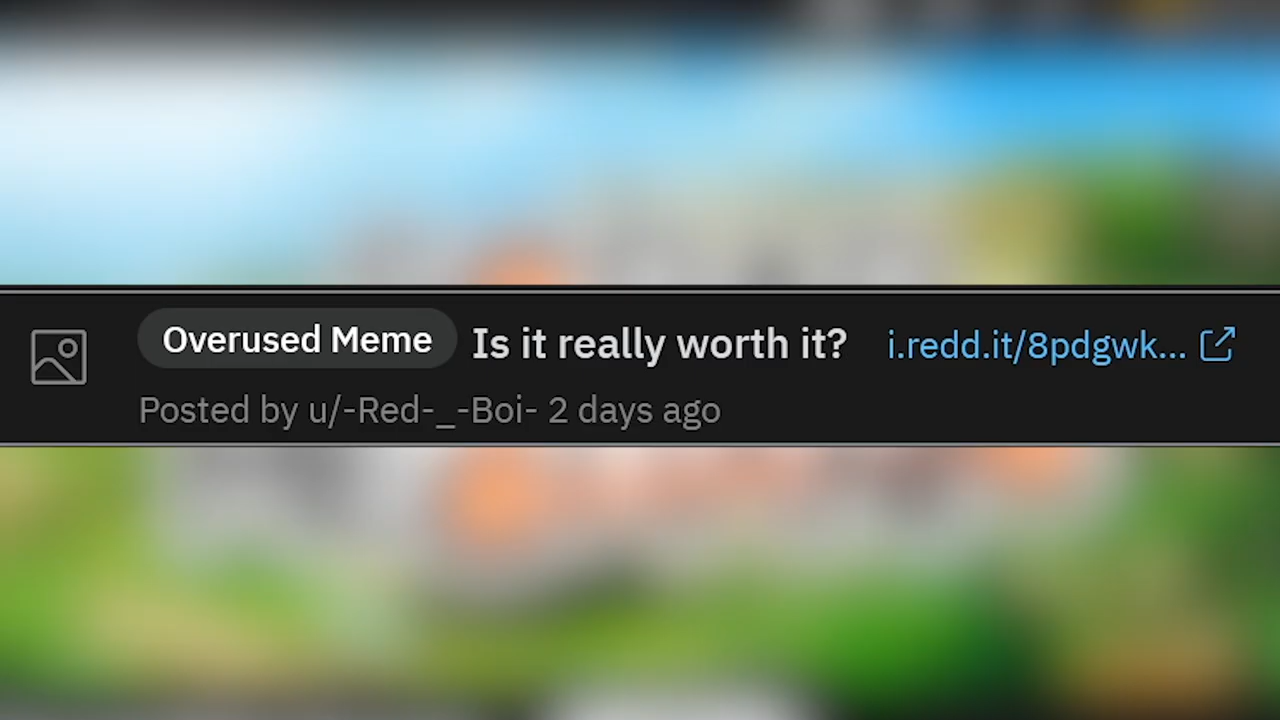 Overused Meme Is it really worth it? i.redd.it/8pdgwk...
Posted by u/-Red-_-Boi- 2 days ago